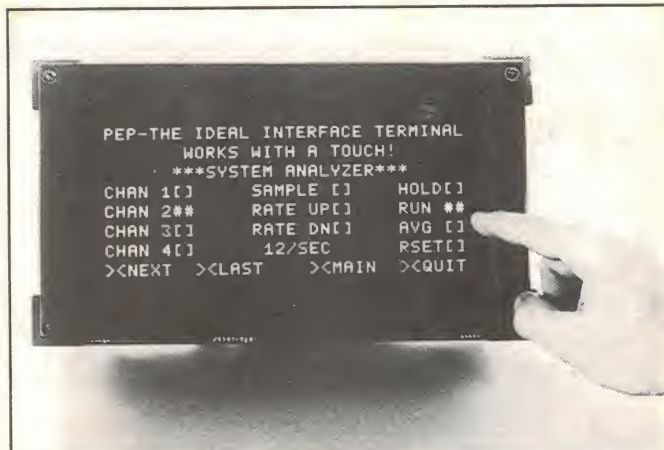 PEP-THE IDEAL INTERFACE TERMINAL
WORKS WITH A TOUCH!
***SYSTEM ANALYZER***
CHAN 1[] SAMPLE [] HOLD[]
CHAN 2## RATE UP[] RUN ##
CHAN 3[] RATE DN[] AVG []
CHAN 4[] 12/SEC RSET[]
><NEXT ><LAST ><MAIN ><QUIT